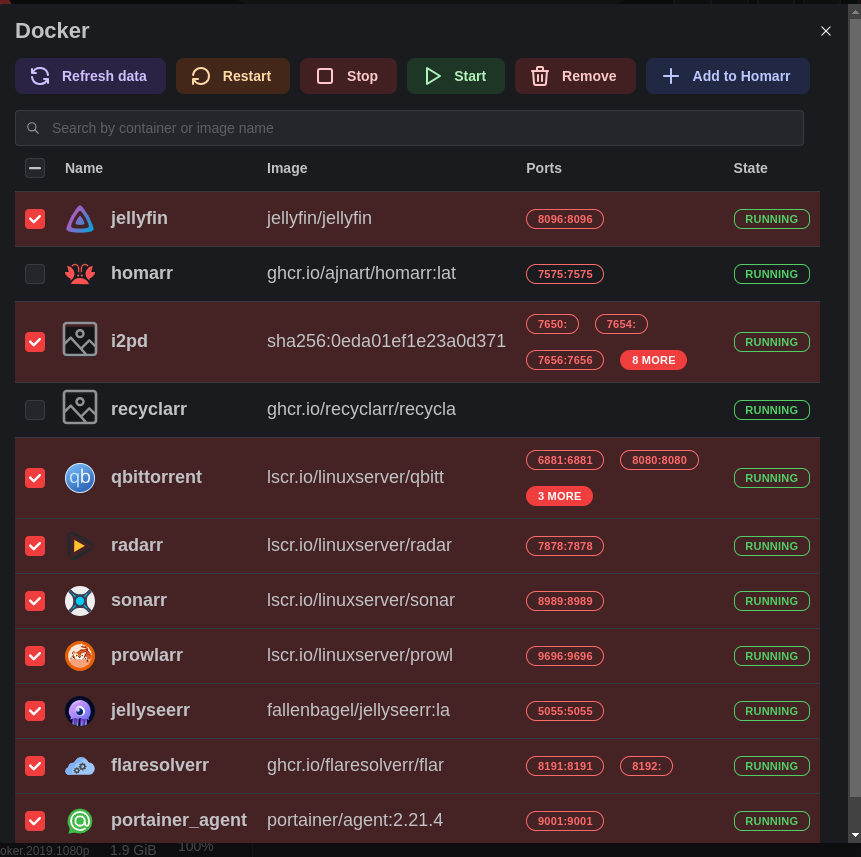 Docker
Refresh data Restart Stop Start Remove Add to Homarr
Search by container or image name
Name Image Ports State
jellyfin jellyfin/jellyfin 8096:8096 RUNNING
homarr ghcr.io/ajnart/homarr:lat 7575:7575 RUNNING
7650: 7654:
i2pd sha256:0eda01ef1e23a0d371 RUNNING
7656:7656 8 MORE
recyclarr ghcr.io/recyclarr/recycla RUNNING
6881:6881 8080:8080
qb qbittorrent lscr.io/linuxserver/qbitt RUNNING
3 MORE
radarr lscr.io/linuxserver/radar 7878:7878 RUNNING
sonarr lscr.io/linuxserver/sonar 8989:8989 RUNNING
prowlarr lscr.io/linuxserver/prowl 9696:9696 RUNNING
jellyseerr fallenbagel/jellyseerr:la 5055:5055 RUNNING
flaresolverr ghcr.io/flaresolverr/flar 8191:8191 8192: RUNNING
portainer_agent portainer/agent:2.21.4 9001:9001 RUNNING
oker.2019.1080p 1.9 GiB 100%